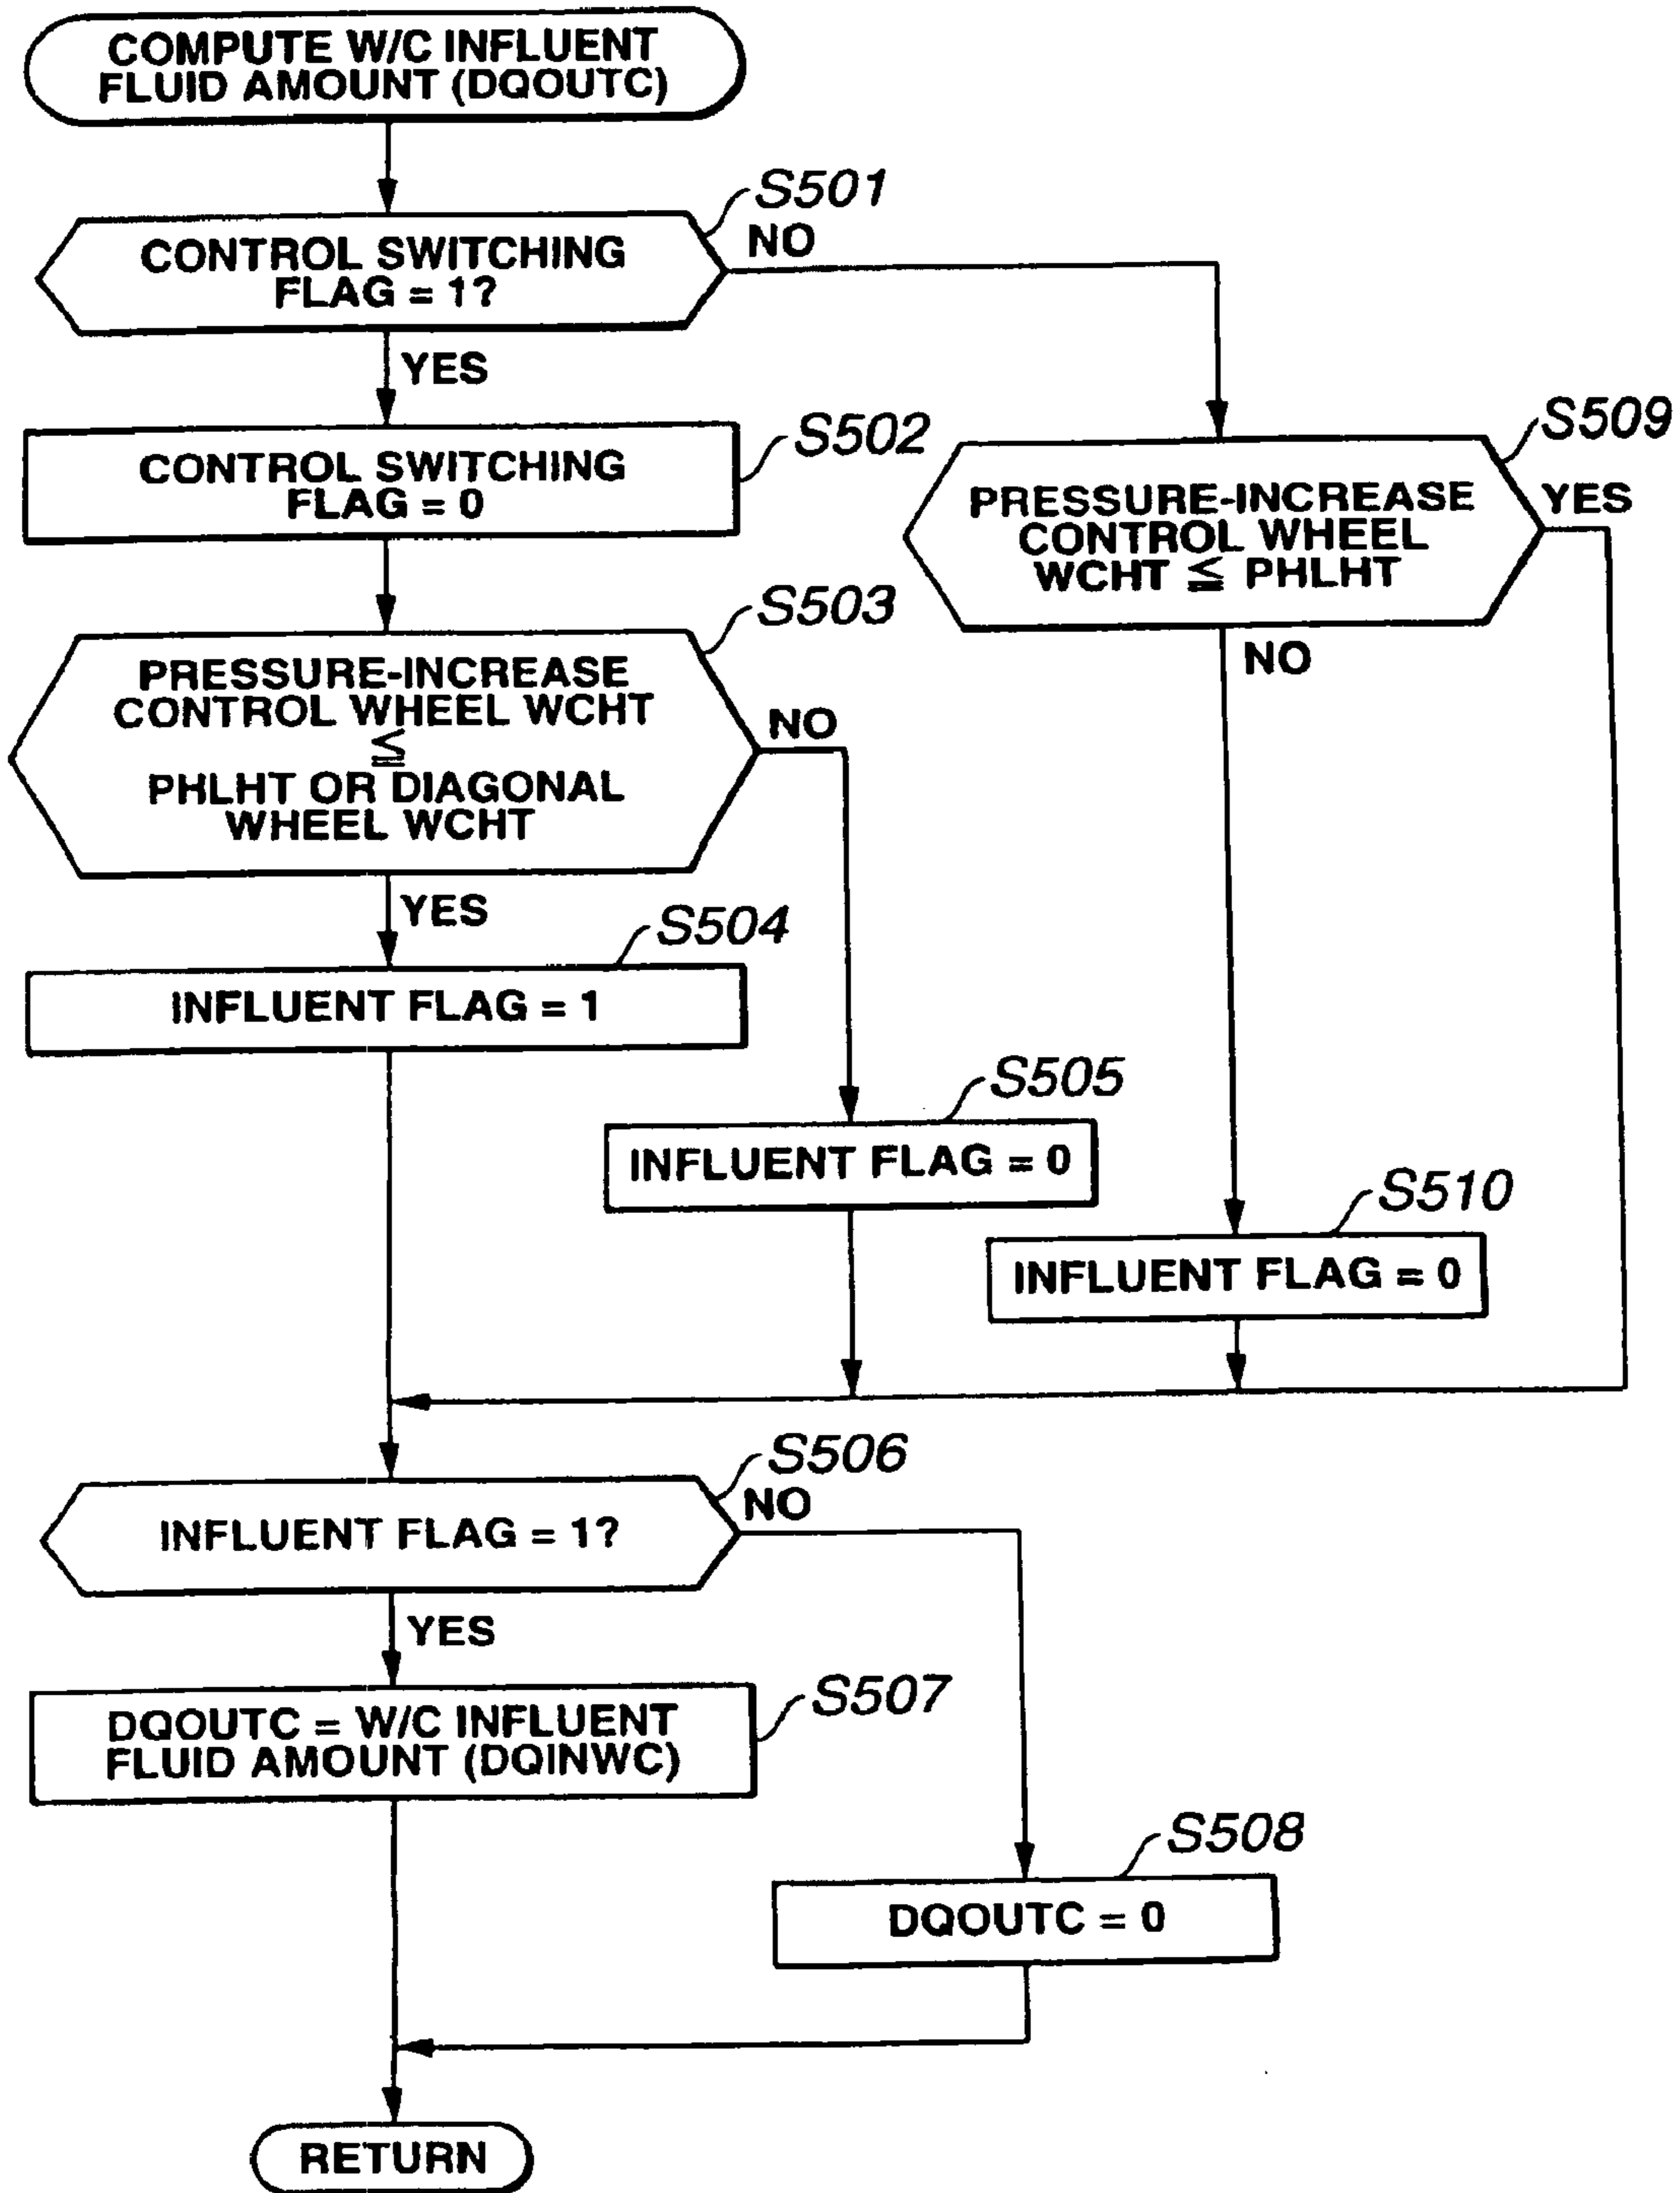 COMPUTE W/C INFLUENT
FLUID AMOUNT (DQOUTC)
S501
CONTROL SWITCHING
FLAG = 1?
NO
YES
S502
CONTROL SWITCHING
FLAG = 0
S509
PRESSURE-INCREASE
CONTROL WHEEL
WCHT ≦ PHLHT
YES
NO
S503
PRESSURE-INCREASE
CONTROL WHEEL WCHT
≦
PHLHT OR DIAGONAL
WHEEL WCHT
NO
YES
S504
INFLUENT FLAG = 1
S505
INFLUENT FLAG = 0
S510
INFLUENT FLAG = 0
S506
INFLUENT FLAG = 1?
NO
YES
S507
DQOUTC = W/C INFLUENT
FLUID AMOUNT (DQINWC)
S508
DQOUTC = 0
RETURN